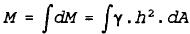 M = ∫dM = ∫γ.h².dA